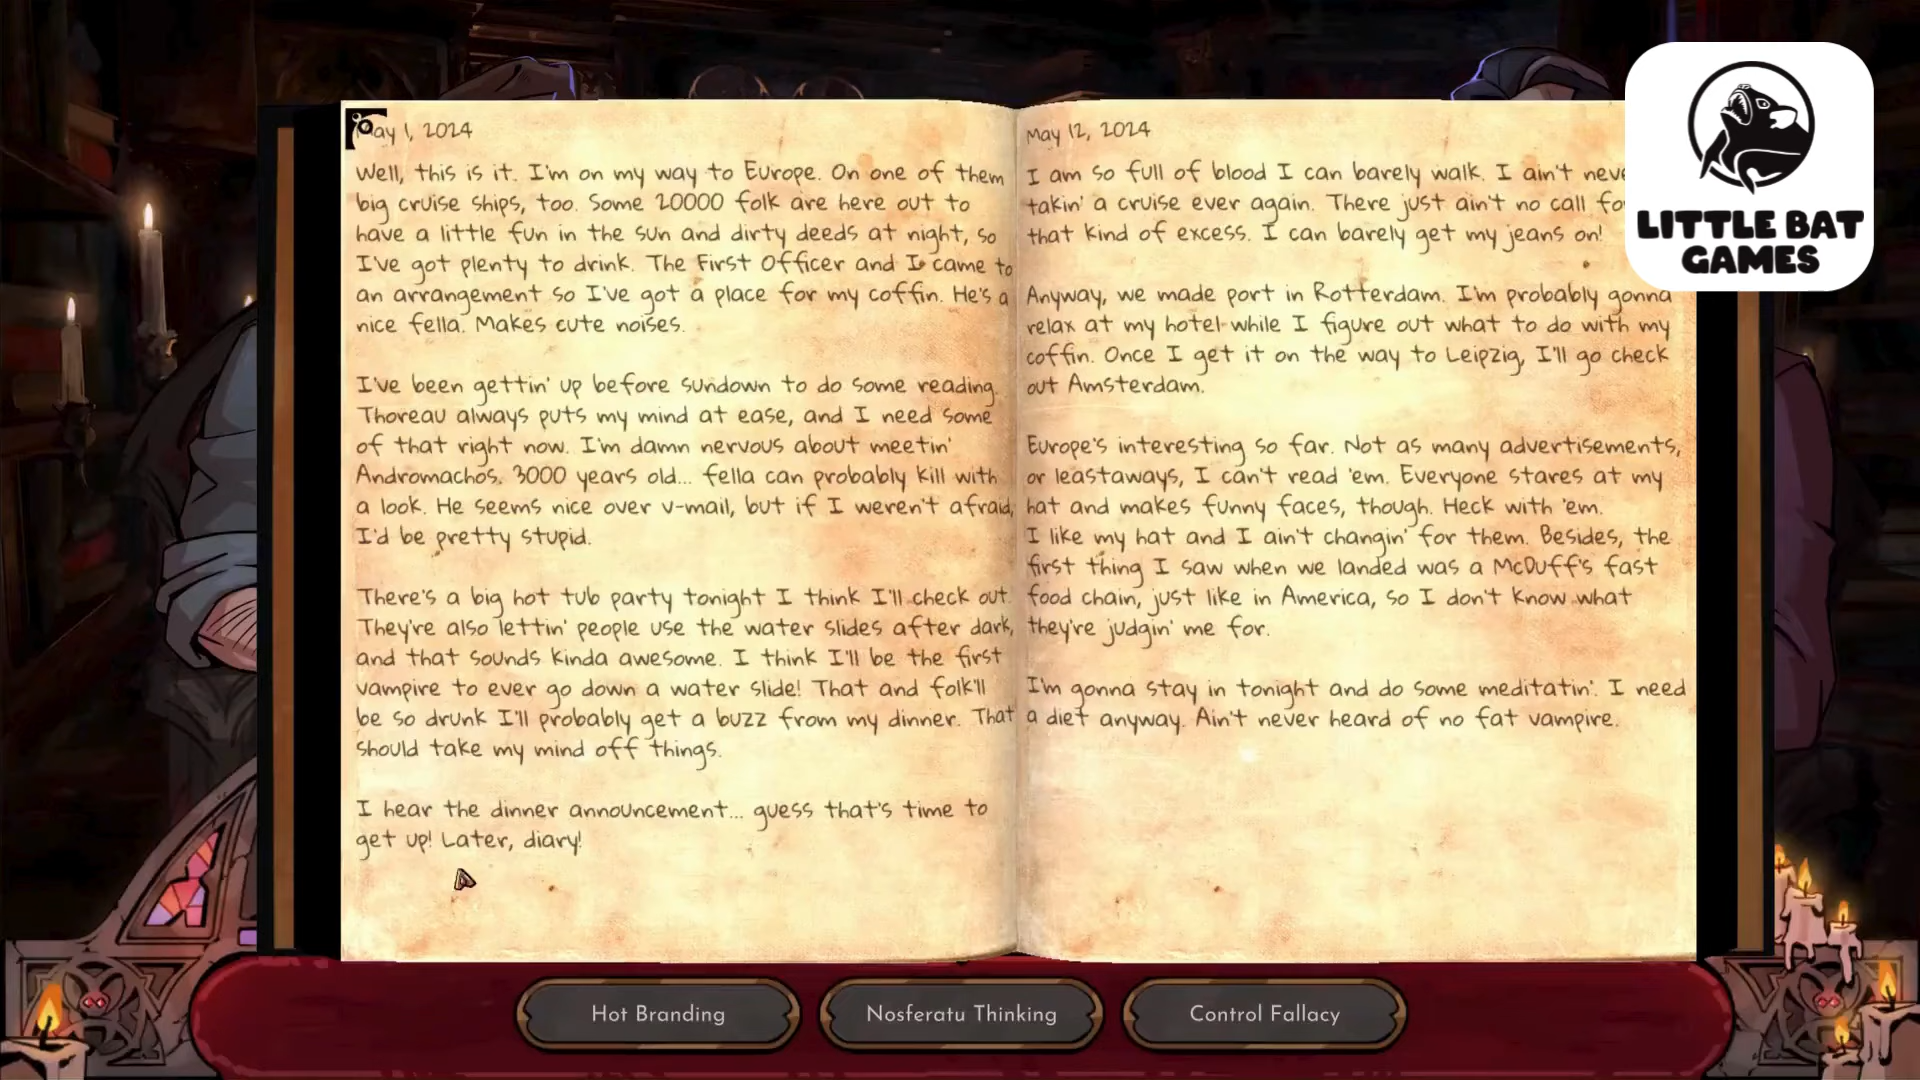 May 1, 2024
Well, this is it. I'm on my way to Europe. On one of them
big cruise ships, too. Some 20000 folk are here out to
have a little fun in the sun and dirty deeds at night, so
I've got plenty to drink. The First Officer and I came to
an arrangement so I've got a place for my coffin. He's a
nice fella. Makes cute noises.
I've been gettin' up before sundown to do some reading.
Thoreau always puts my mind at ease, and I need some
of that right now. I'm damn nervous about meetin'
Andromachos. 3000 years old... fella can probably kill with
a look. He seems nice over v-mail, but if I weren't afraid,
I'd be pretty stupid.
There's a big hot tub party tonight I think I'll check out.
They're also lettin' people use the water slides after dark,
and that sounds kinda awesome. I think I'll be the first
vampire to ever go down a water slide! That and folk'll
be so drunk I'll probably get a buzz from my dinner. That
should take my mind off things.
I hear the dinner announcement... guess that's time to
get up! Later, diary!
May 12, 2024
I am so full of blood I can barely walk. I ain't
takin' a cruise ever again. There just ain't no call
that kind of excess. I can barely get my jeans on!
Anyway, we made port in Rotterdam. I'm probably gonna
relax at my hotel while I figure out what to do with my
coffin. Once I get it on the way to Leipzig, I'll go check
out Amsterdam.
Europe's interesting so far. Not as many advertisements,
or leastaways, I can't read 'em. Everyone stares at my
hat and makes funny faces, though. Heck with 'em.
I like my hat and I ain't changin' for them. Besides, the
first thing I saw when we landed was a McDuff's fast
food chain, just like in America, so I don't know what
they're judgin' me for.
I'm gonna stay in tonight and do some meditatin'. I need
a diet anyway. Ain't never heard of no fat vampire.
LITTLE BAT
GAMES
Hot Branding
Nosferatu Thinking
Control Fallacy